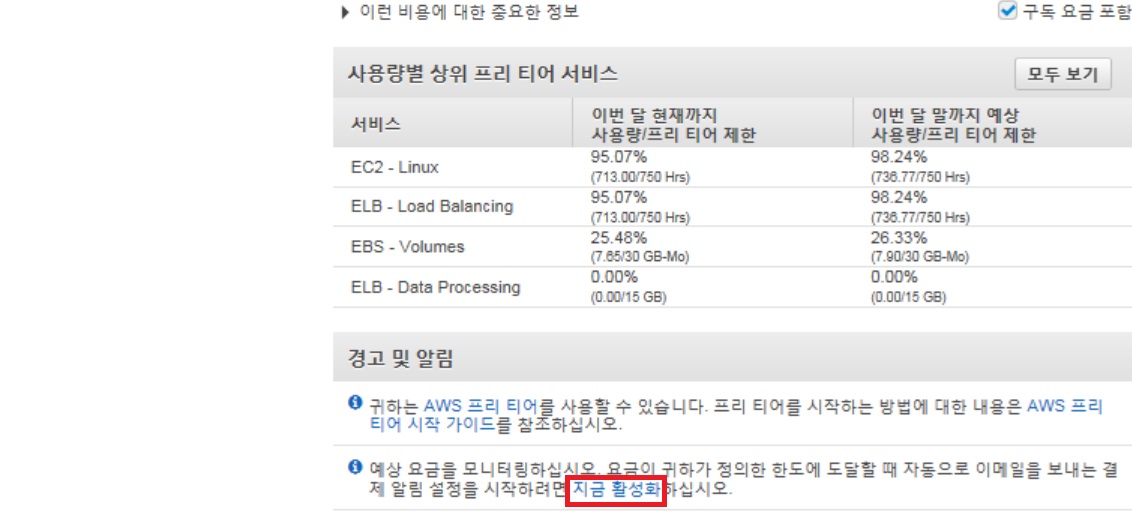 이런 비용에 대한 중요한 정보
구독 요금 포함
사용량별 상위 프리 티어 서비스
모두 보기
서비스
이번 달 현재까지
사용량/프리 티어 제한
이번 달 말까지 예상
사용량/프리 티어 제한
EC2 - Linux
95.07%
(713.00/750 Hrs)
98.24%
(736.77/750 Hrs)
ELB - Load Balancing
95.07%
(713.00/750 Hrs)
98.24%
(736.77/750 Hrs)
EBS - Volumes
25.48%
(7.65/30 GB-Mo)
26.33%
(7.90/30 GB-Mo)
ELB - Data Processing
0.00%
(0.00/15 GB)
0.00%
(0.00/15 GB)
경고 및 알림
귀하는 AWS 프리 티어를 사용할 수 있습니다. 프리 티어를 시작하는 방법에 대한 내용은 AWS 프리
티어 시작 가이드를 참조하십시오.
예상 요금을 모니터링하십시오. 요금이 귀하가 정의한 한도에 도달할 때 자동으로 이메일을 보내는 결
제 알림 설정을 시작하려면 지금 활성화하십시오.